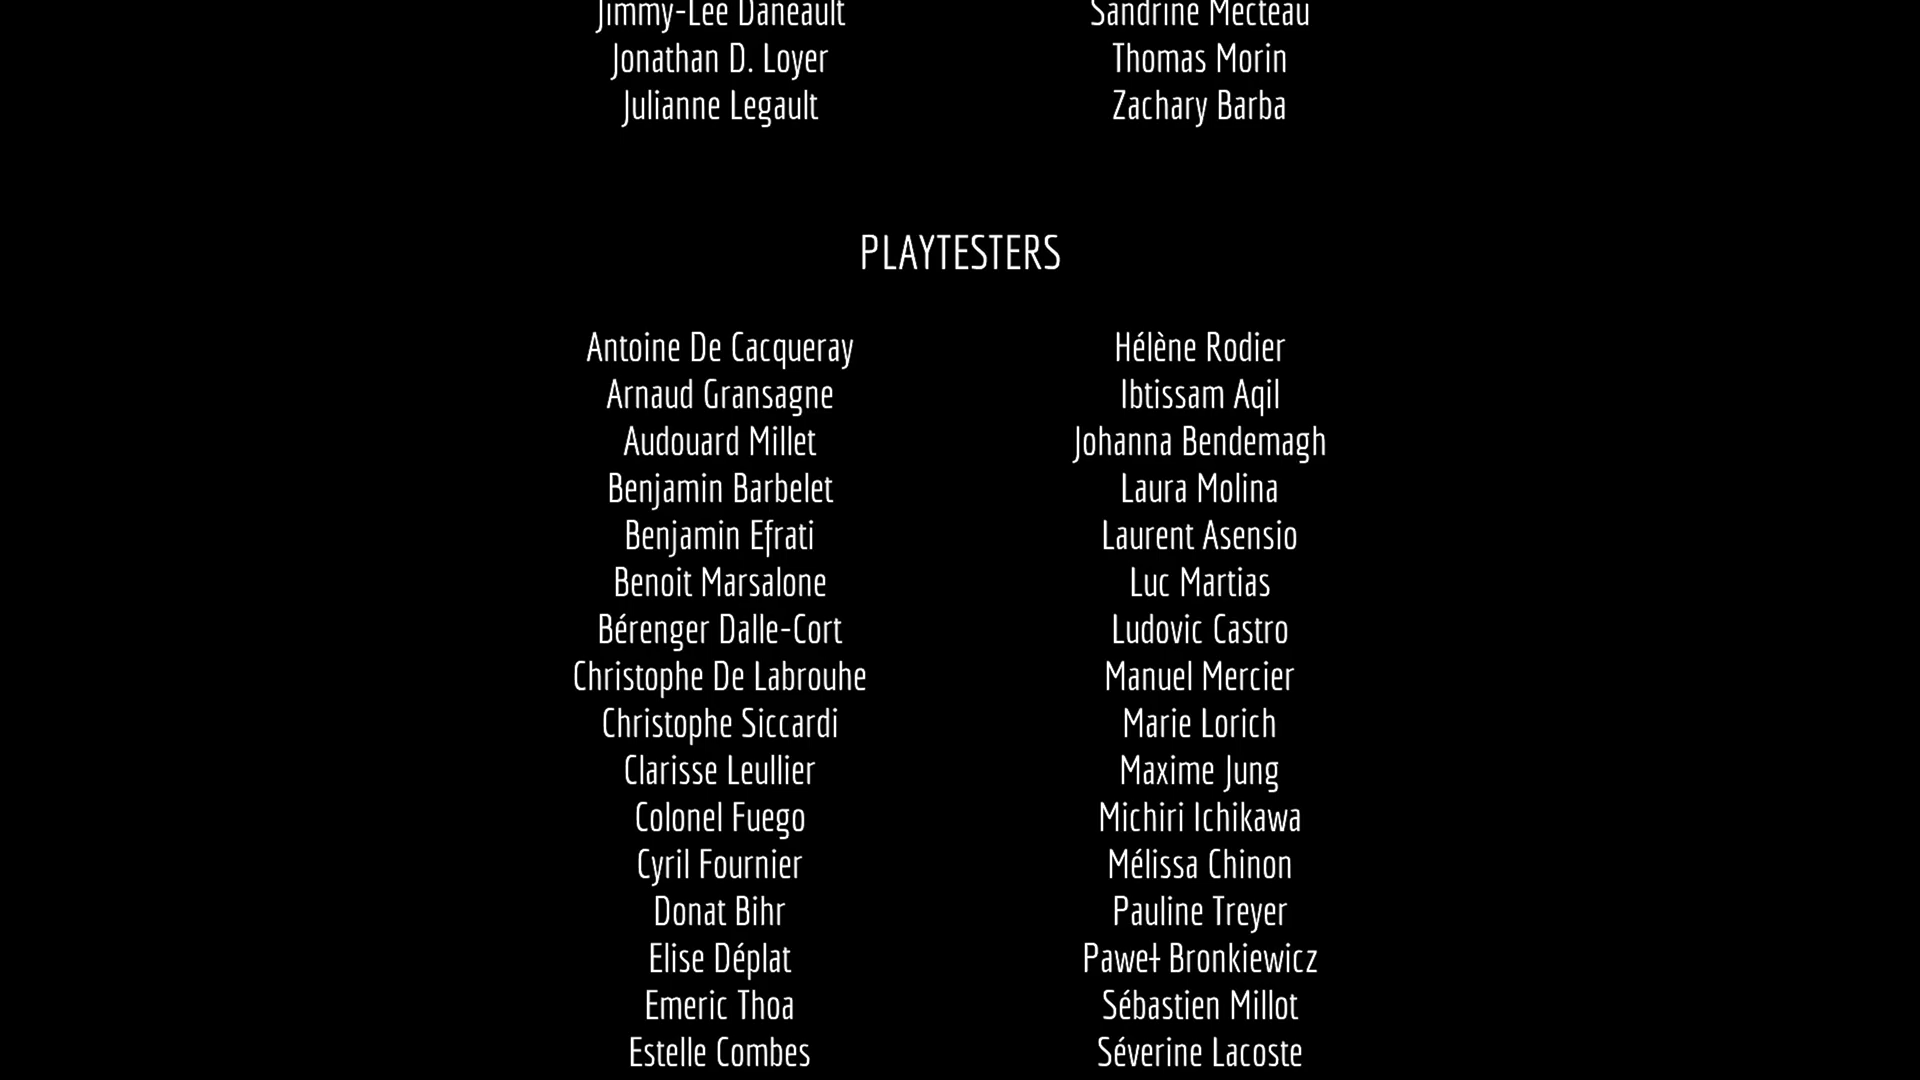 Jimmy-Lee Daneault
Jonathan D. Loyer
Julianne Legault
Sandrine Mecteau
Thomas Morin
Zachary Barba
PLAYTESTERS
Antoine De Cacqueray
Arnaud Gransagne
Audouard Millet
Benjamin Barbelet
Benjamin Efrati
Benoit Marsalone
Bérenger Dalle-Cort
Christophe De Labrouhe
Christophe Siccardi
Clarisse Leullier
Colonel Fuego
Cyril Fournier
Donat Bihr
Elise Déplat
Emeric Thoa
Estelle Combes
Hélène Rodier
Ibtissam Aqil
Johanna Bendemagh
Laura Molina
Laurent Asensio
Luc Martias
Ludovic Castro
Manuel Mercier
Marie Lorich
Maxime Jung
Michiri Ichikawa
Mélissa Chinon
Pauline Treyer
Paweł Bronkiewicz
Sébastien Millot
Séverine Lacoste